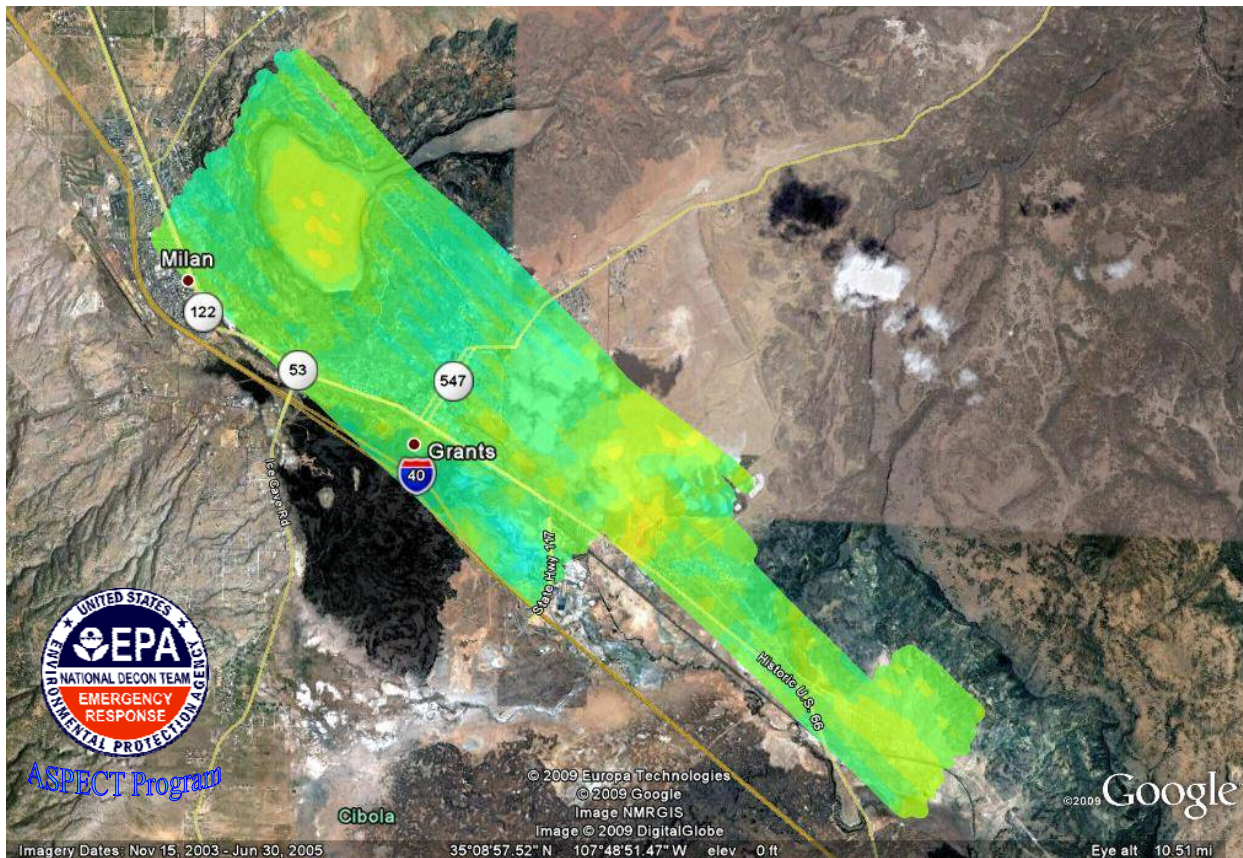 Milan
122
53
547
Grants
40
Ice Cave Rd
State Hwy 117
Historic U.S. 66
UNITED STATES
ENVIRONMENTAL PROTECTION AGENCY
EPA
NATIONAL DECON TEAM
EMERGENCY
RESPONSE
ASPECT Program
Cibola
© 2009 Europa Technologies
© 2009 Google
Image NMRGIS
Image © 2009 DigitalGlobe
©2009 Google
Imagery Dates: Nov 15, 2003 - Jun 30, 2005
35°08'57.52" N 107°48'51.47" W elev 0 ft
Eye alt 10.51 mi